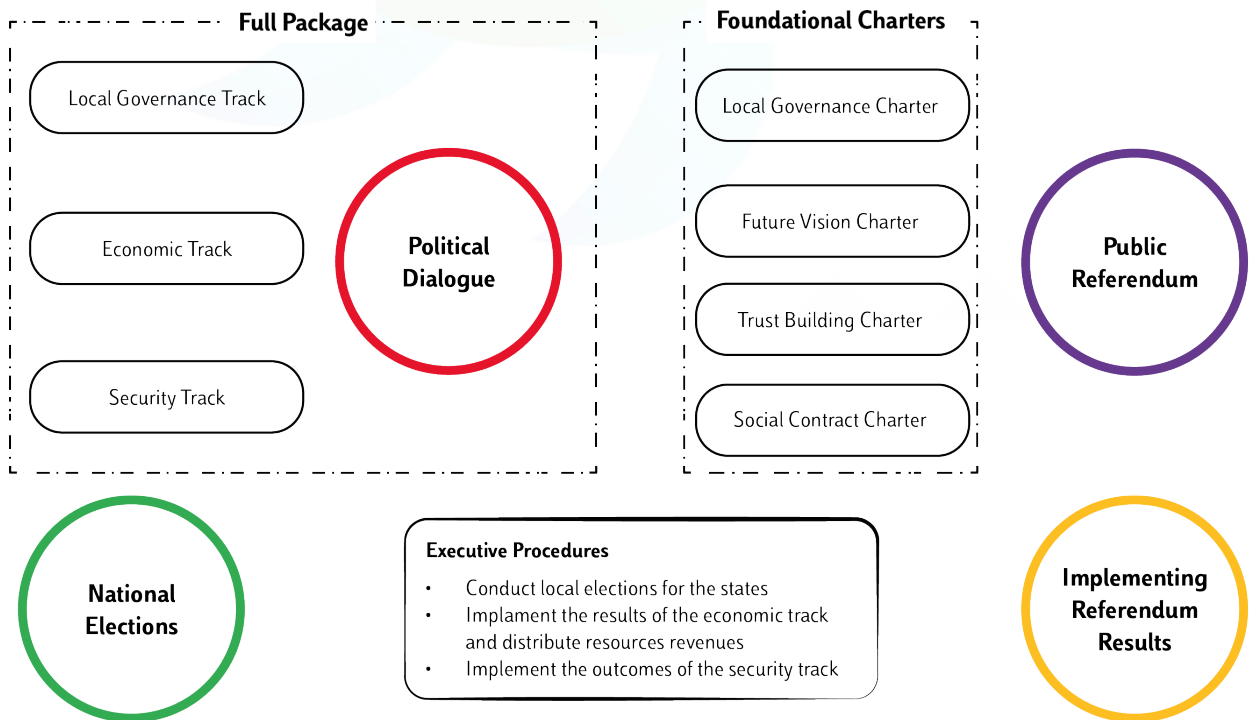 Full Package
Local Governance Track
Economic Track
Security Track
Political
Dialogue
Foundational Charters
Local Governance Charter
Future Vision Charter
Trust Building Charter
Social Contract Charter
Public
Referendum
National
Elections
Executive Procedures
• Conduct local elections for the states
• Implament the results of the economic track
and distribute resources revenues
• Implement the outcomes of the security track
Implementing
Referendum
Results